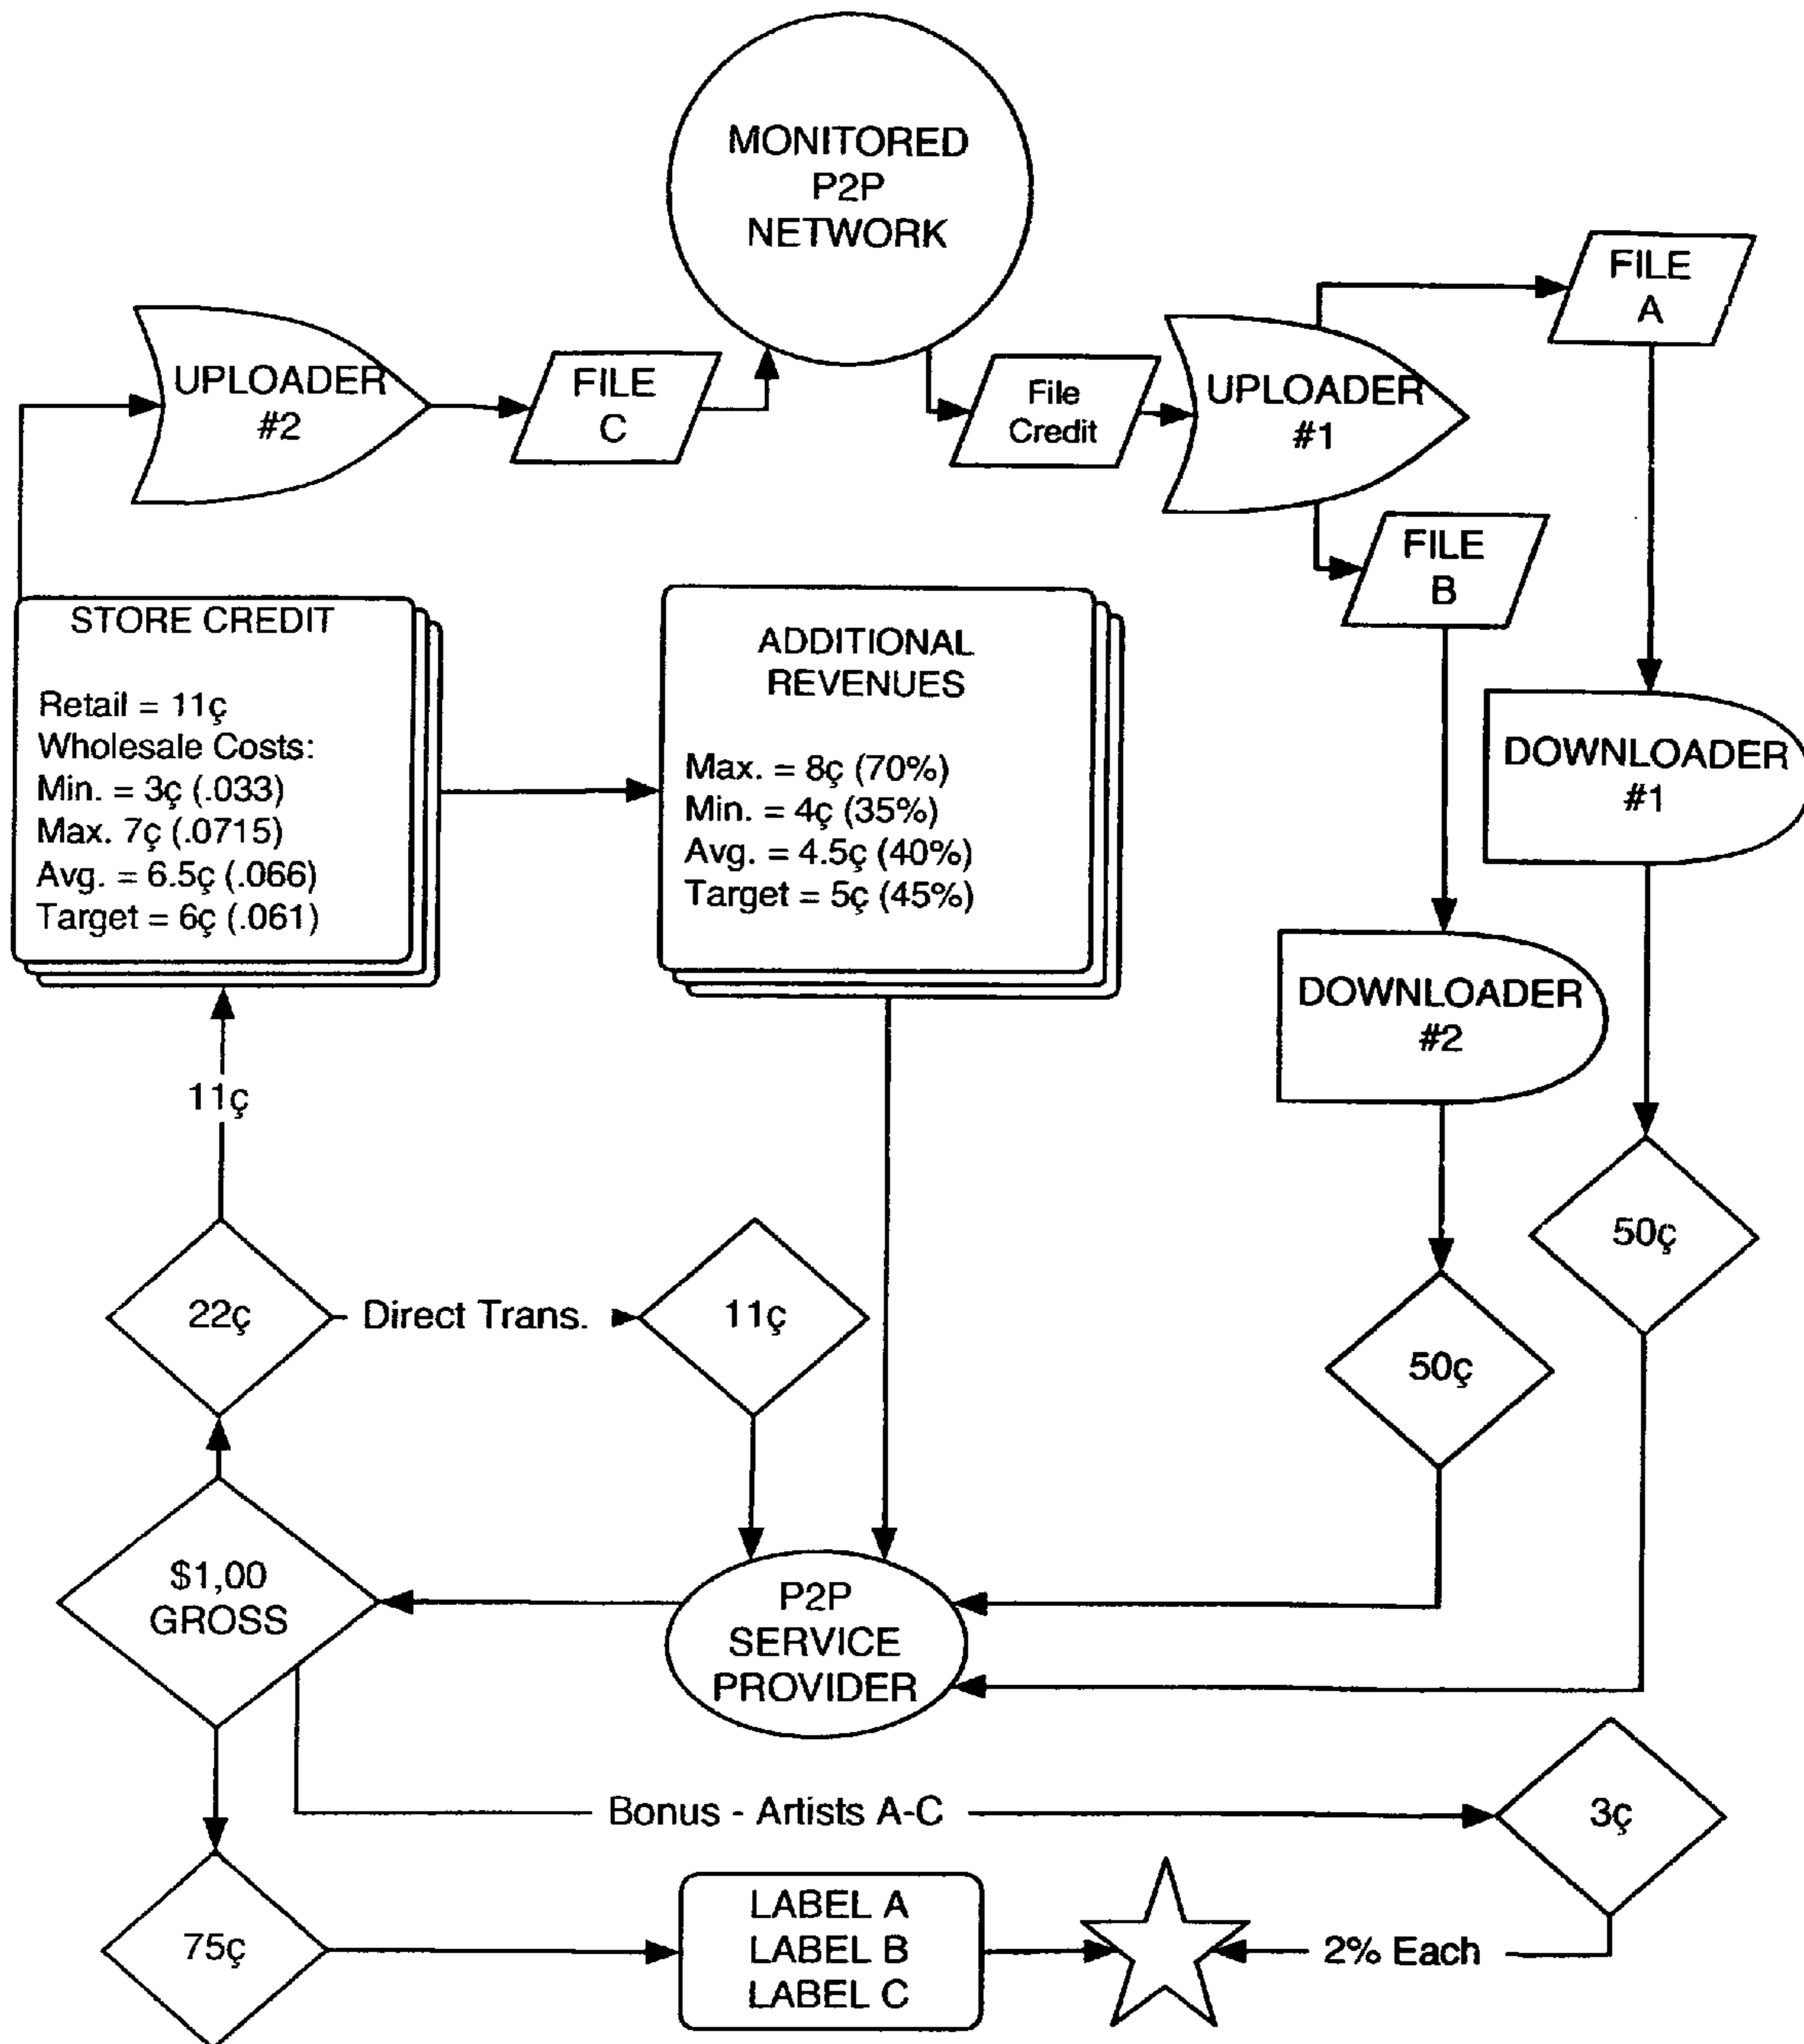 MONITORED
P2P
NETWORK
FILE
A
UPLOADER
#2
FILE
C
File
Credit
UPLOADER
#1
FILE
B
STORE CREDIT
Retail = 11ç
Wholesale Costs:
Min. = 3ç (.033)
Max. 7ç (.0715)
Avg. = 6.5ç (.066)
Target = 6ç (.061)
ADDITIONAL
REVENUES
Max. = 8ç (70%)
Min. = 4ç (35%)
Avg. = 4.5ç (40%)
Target = 5ç (45%)
DOWNLOADER
#1
DOWNLOADER
#2
11ç
50ç
22ç
Direct Trans.
11ç
50ç
$1,00
GROSS
P2P
SERVICE
PROVIDER
Bonus - Artists A-C
3ç
75ç
LABEL A
LABEL B
LABEL C
2% Each